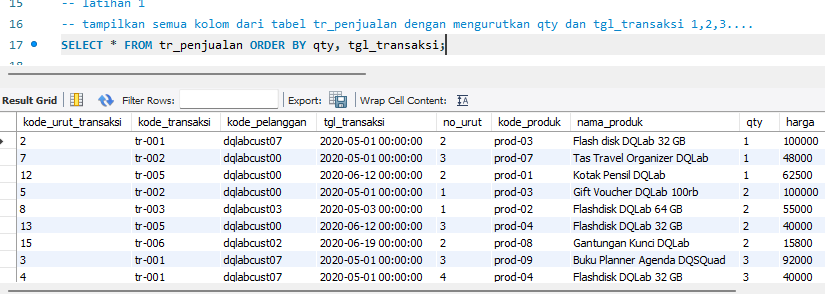 15 -- latihan 1
16 -- tampilkan semua kolom dari tabel tr_penjualan dengan mengurutkan qty dan tgl_transaksi 1,2,3....
17 SELECT * FROM tr_penjualan ORDER BY qty, tgl_transaksi;
18
Result Grid Filter Rows: Export: Wrap Cell Content: IA
kode_urut_transaksi kode_transaksi kode_pelanggan tgl_transaksi no_urut kode_produk nama_produk qty harga
2 tr-001 dqlabcust07 2020-05-01 00:00:00 2 prod-03 Flash disk DQLab 32 GB 1 100000
7 tr-002 dqlabcust00 2020-05-01 00:00:00 3 prod-07 Tas Travel Organizer DQLab 1 48000
12 tr-005 dqlabcust00 2020-06-12 00:00:00 2 prod-01 Kotak Pensil DQLab 1 62500
5 tr-002 dqlabcust00 2020-05-01 00:00:00 1 prod-03 Gift Voucher DQLab 100rb 2 100000
8 tr-003 dqlabcust03 2020-05-03 00:00:00 1 prod-02 Flashdisk DQLab 64 GB 2 55000
13 tr-005 dqlabcust00 2020-06-12 00:00:00 3 prod-04 Flashdisk DQLab 32 GB 2 40000
15 tr-006 dqlabcust02 2020-06-19 00:00:00 2 prod-08 Gantungan Kunci DQLab 2 15800
3 tr-001 dqlabcust07 2020-05-01 00:00:00 3 prod-09 Buku Planner Agenda DQSQuad 3 92000
4 tr-001 dqlabcust07 2020-05-01 00:00:00 4 prod-04 Flashdisk DQLab 32 GB 3 40000